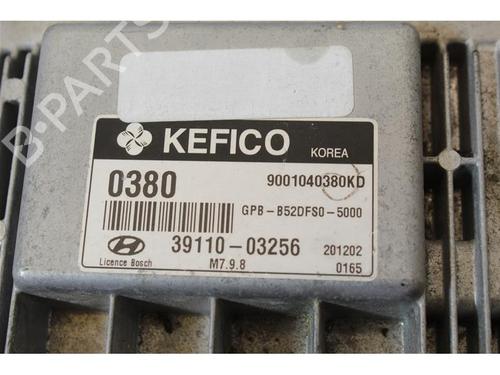 B-PARTS
KEFICO KOREA
0380 9001040380KD
GPB-B52DFS0-5000
39110-03256 201202
Licence Bosch M7.9.8 0165